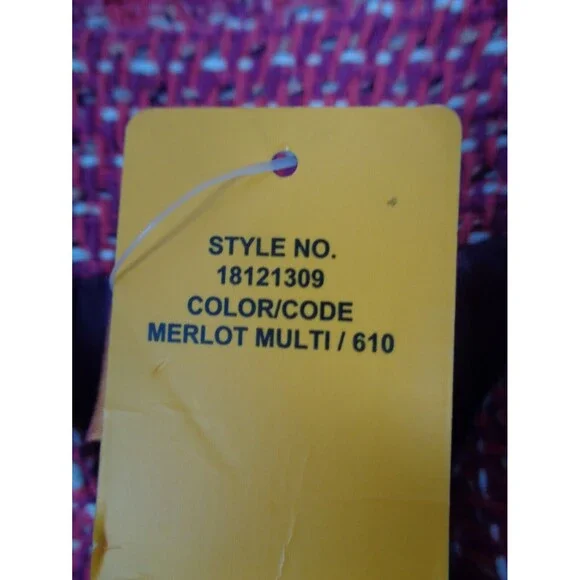 STYLE NO.
18121309
COLOR/CODE
MERLOT MULTI / 610